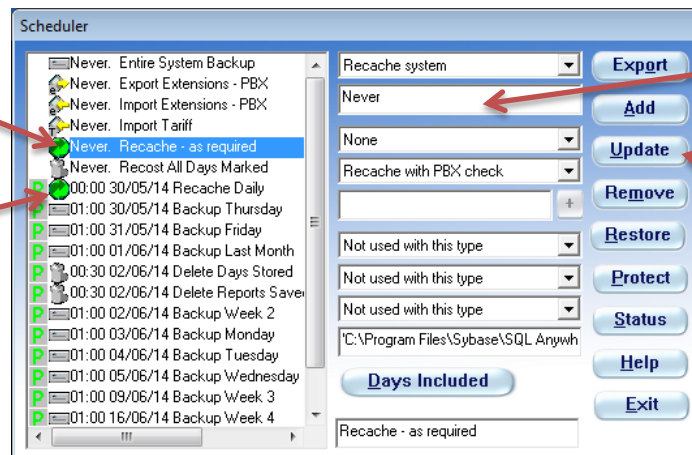 Scheduler
Never. Entire System Backup
Never. Export Extensions - PBX
Never. Import Extensions - PBX
Never. Import Tariff
Never. Recache - as required
Never. Recost All Days Marked
P 00:00 30/05/14 Recache Daily
P 01:00 30/05/14 Backup Thursday
P 01:00 31/05/14 Backup Friday
P 01:00 01/06/14 Backup Last Month
P 00:30 02/06/14 Delete Days Stored
P 00:30 02/06/14 Delete Reports Save
P 01:00 02/06/14 Backup Week 2
P 01:00 03/06/14 Backup Monday
P 01:00 04/06/14 Backup Tuesday
P 01:00 05/06/14 Backup Wednesday
P 01:00 09/06/14 Backup Week 3
P 01:00 16/06/14 Backup Week 4
Recache system
Never
None
Recache with PBX check
+
Not used with this type
Not used with this type
Not used with this type
'C:\Program Files\Sybase\SQL Anywh
Days Included
Recache - as required
Export
Add
Update
Remove
Restore
Protect
Status
Help
Exit